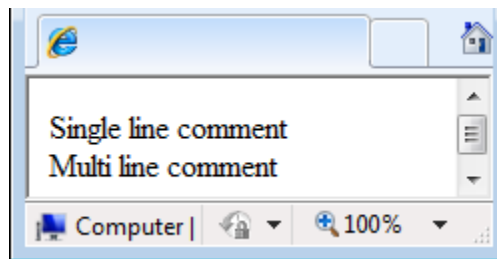 Single line comment
Multi line comment
Computer |
100%